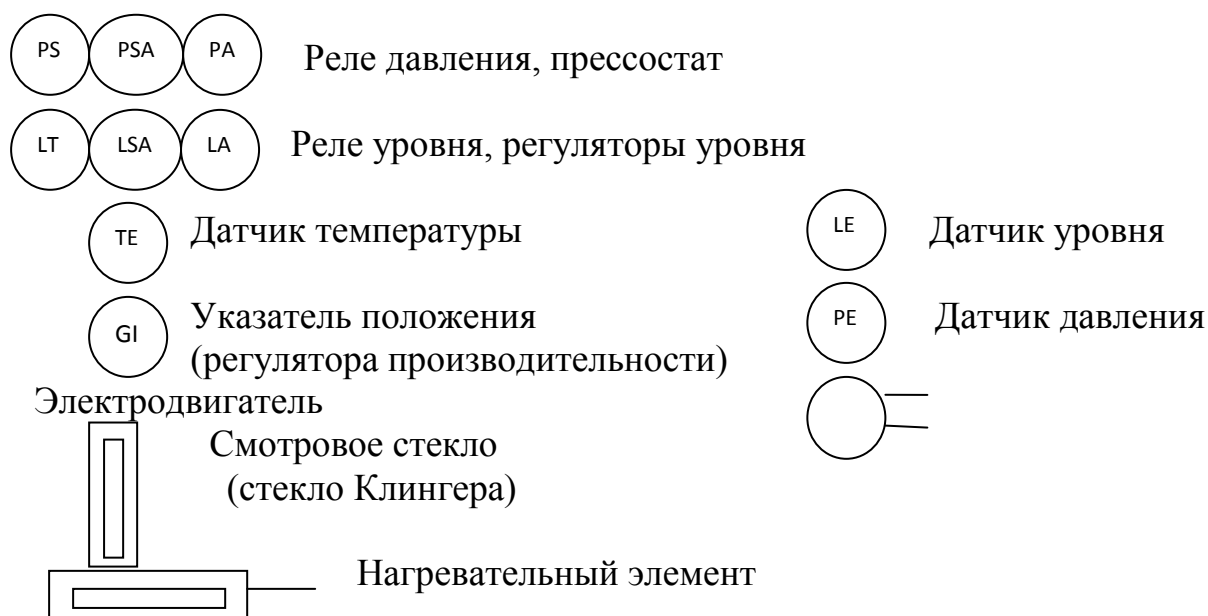 PS PSA PA Реле давления, прессостат
LT LSA LA Реле уровня, регуляторы уровня
TE Датчик температуры LE Датчик уровня
GI Указатель положения PE Датчик давления
(регулятора производительности)
Электродвигатель
Смотровое стекло
(стекло Клингера)
Нагревательный элемент